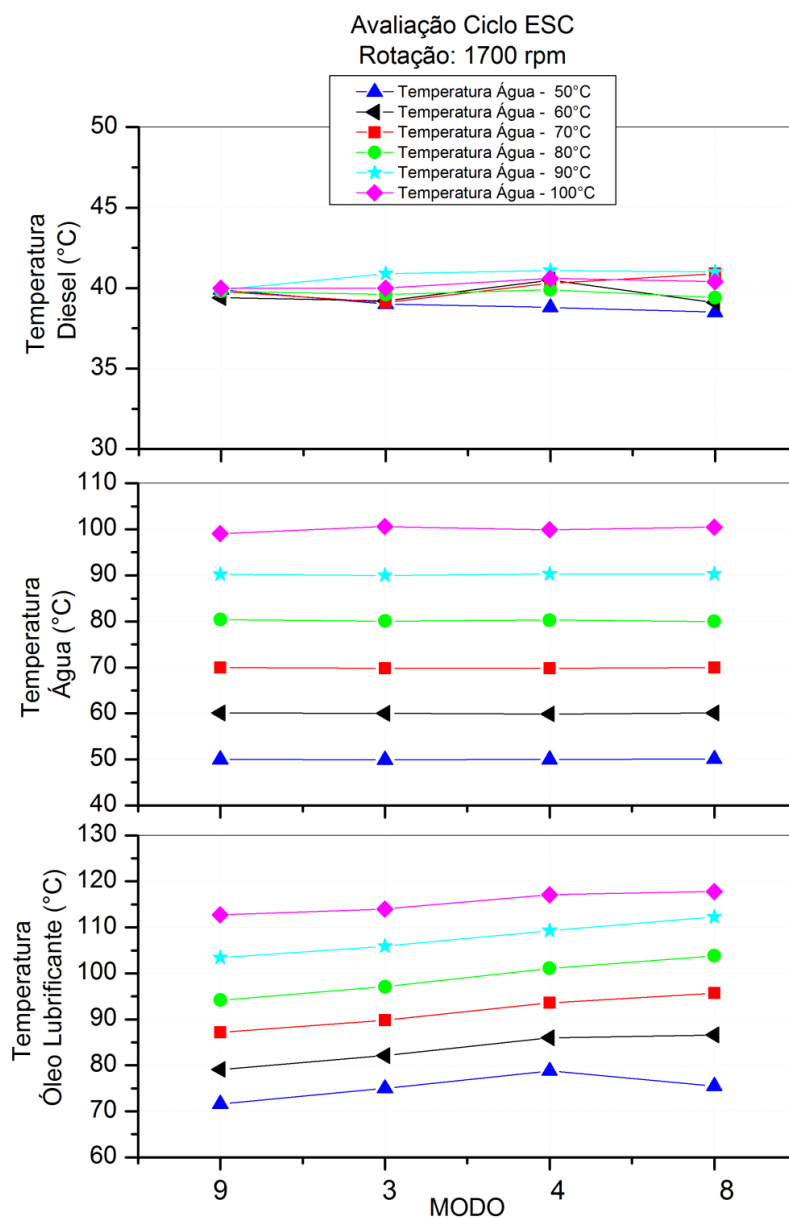 Avaliação Ciclo ESC
Rotação: 1700 rpm
Temperatura Água - 50°C
Temperatura Água - 60°C
Temperatura Água - 70°C
Temperatura Água - 80°C
Temperatura Água - 90°C
Temperatura Água - 100°C
Temperatura
Diesel (°C)
50
45
40
35
30
Temperatura
Água (°C)
110
100
90
80
70
60
50
40
Temperatura
Óleo Lubrificante (°C)
130
120
110
100
90
80
70
60
9 3 4 8
MODO